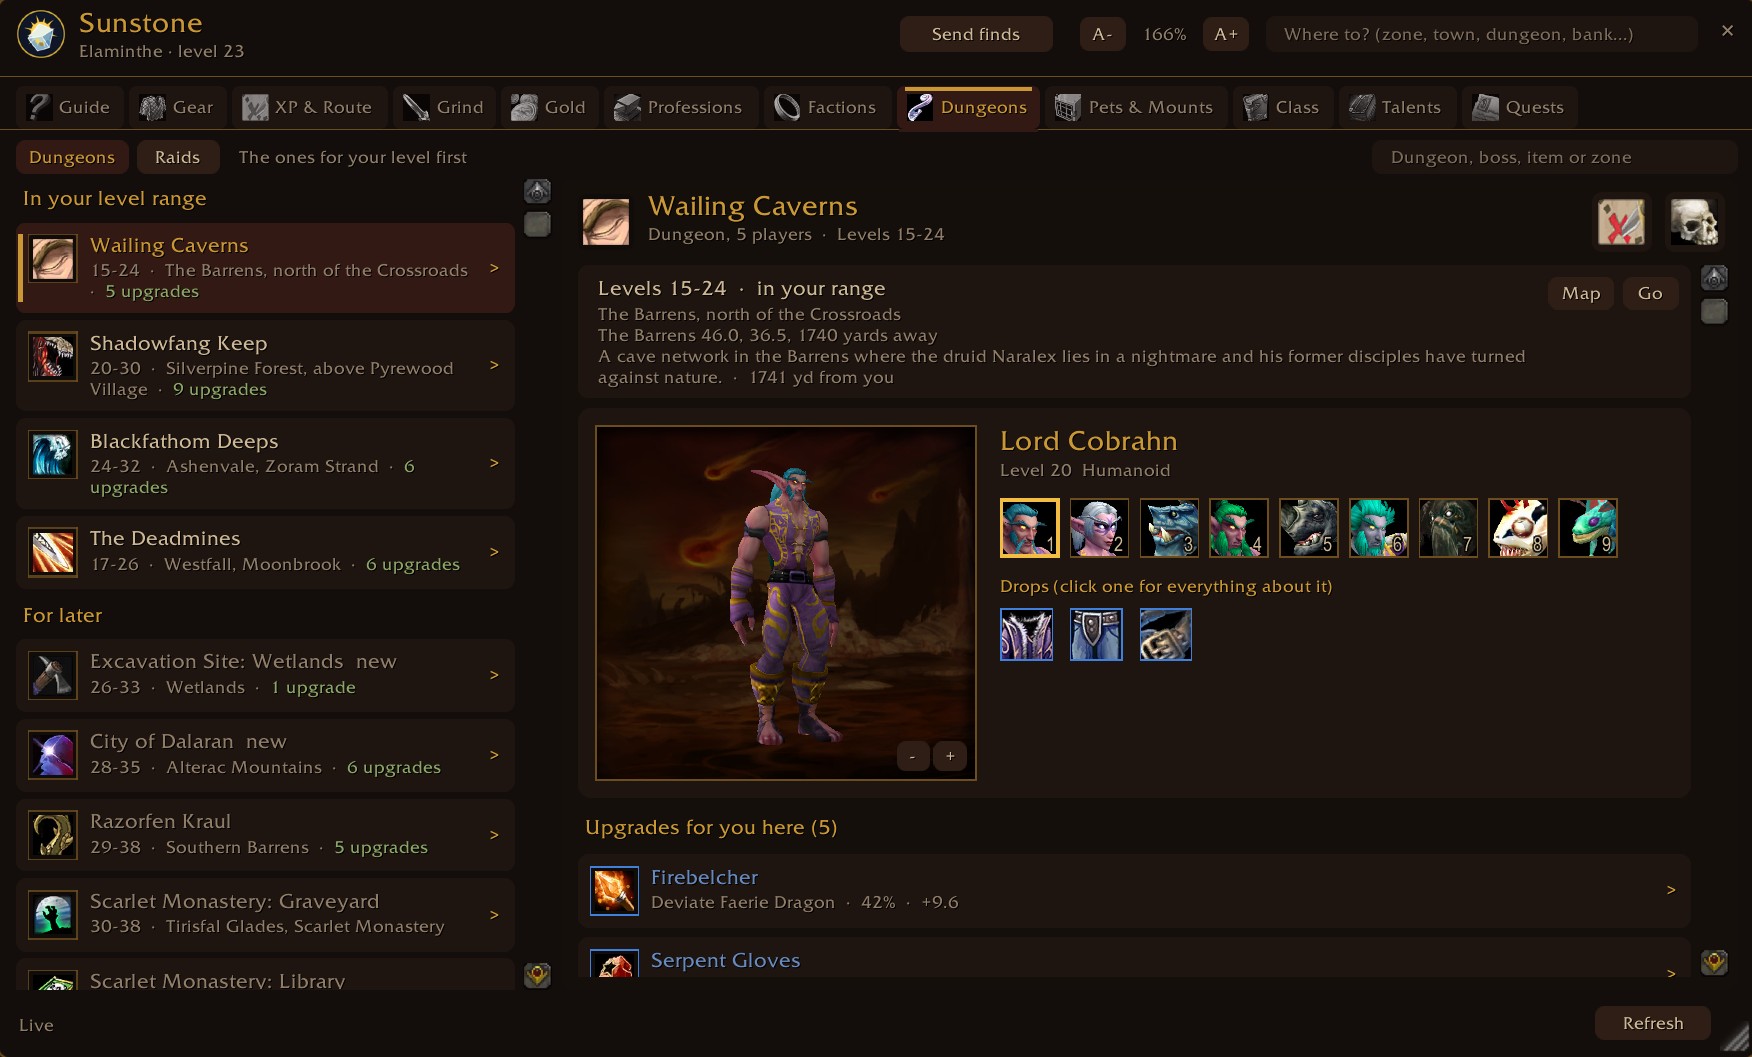 Sunstone
Elaminthe · level 23
Send finds
A-
166%
A+
Where to? (zone, town, dungeon, bank...)
×
Guide
Gear
XP & Route
Grind
Gold
Professions
Factions
Dungeons
Pets & Mounts
Class
Talents
Quests
Dungeons
Raids
The ones for your level first
Dungeon, boss, item or zone
In your level range
Wailing Caverns
15-24 · The Barrens, north of the Crossroads
· 5 upgrades
>
Shadowfang Keep
20-30 · Silverpine Forest, above Pyrewood
Village · 9 upgrades
>
Blackfathom Deeps
24-32 · Ashenvale, Zoram Strand · 6
upgrades
>
The Deadmines
17-26 · Westfall, Moonbrook · 6 upgrades
>
For later
Excavation Site: Wetlands new
26-33 · Wetlands · 1 upgrade
>
City of Dalaran new
28-35 · Alterac Mountains · 6 upgrades
>
Razorfen Kraul
29-38 · Southern Barrens · 5 upgrades
>
Scarlet Monastery: Graveyard
30-38 · Tirisfal Glades, Scarlet Monastery
>
Scarlet Monastery: Library
Wailing Caverns
Dungeon, 5 players · Levels 15-24
Levels 15-24 · in your range
Map
Go
The Barrens, north of the Crossroads
The Barrens 46.0, 36.5, 1740 yards away
A cave network in the Barrens where the druid Naralex lies in a nightmare and his former disciples have turned
against nature. · 1741 yd from you
- +
Lord Cobrahn
Level 20 Humanoid
1 2 3 4 5 6 7 8 9
Drops (click one for everything about it)
Upgrades for you here (5)
Firebelcher
Deviate Faerie Dragon · 42% · +9.6
>
Serpent Gloves
>
Live
Refresh